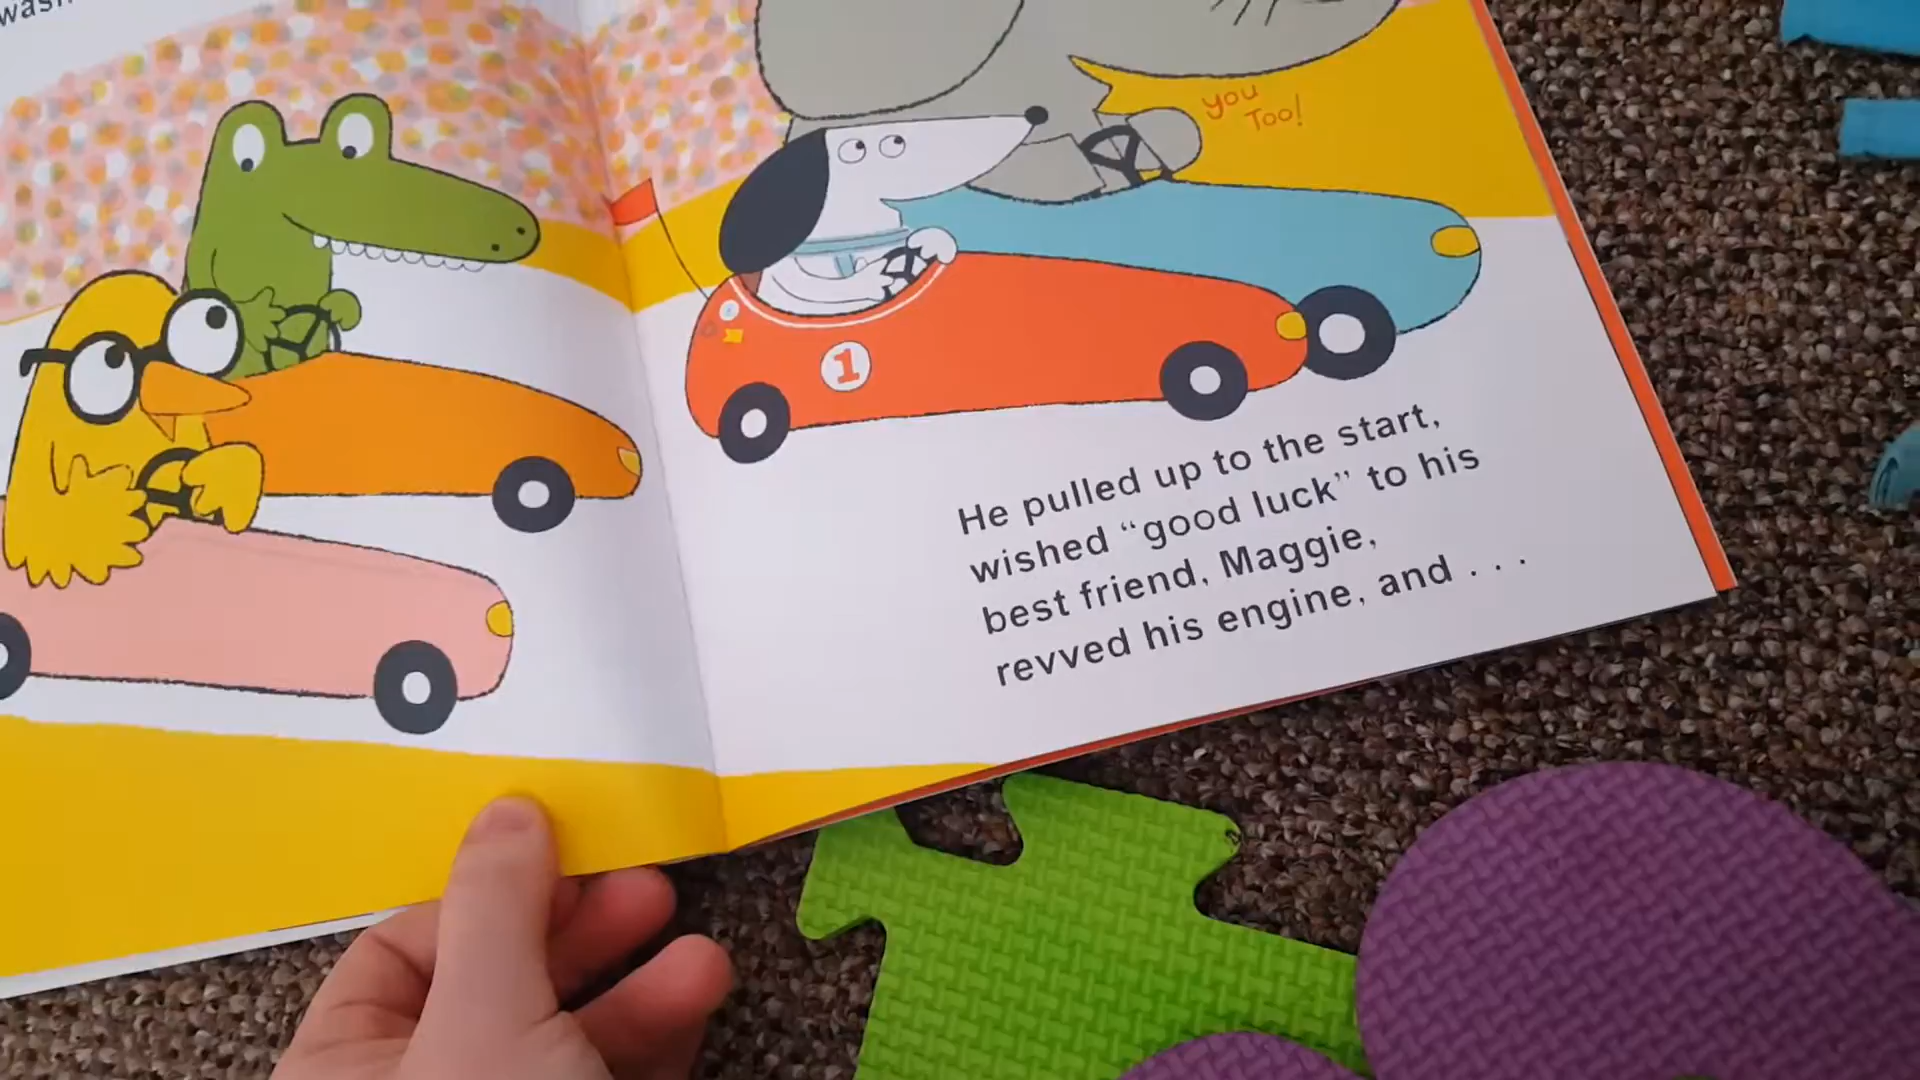 you
Too!
1
He pulled up to the start,
wished “good luck” to his
best friend, Maggie,
revved his engine, and . . .